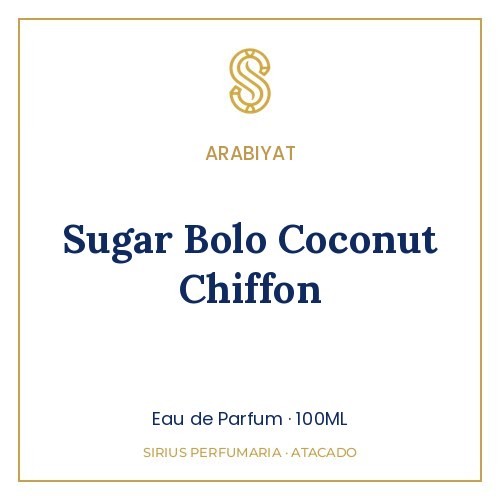 ARABIYAT
Sugar Bolo Coconut
Chiffon
Eau de Parfum · 100ML
SIRIUS PERFUMARIA · ATACADO